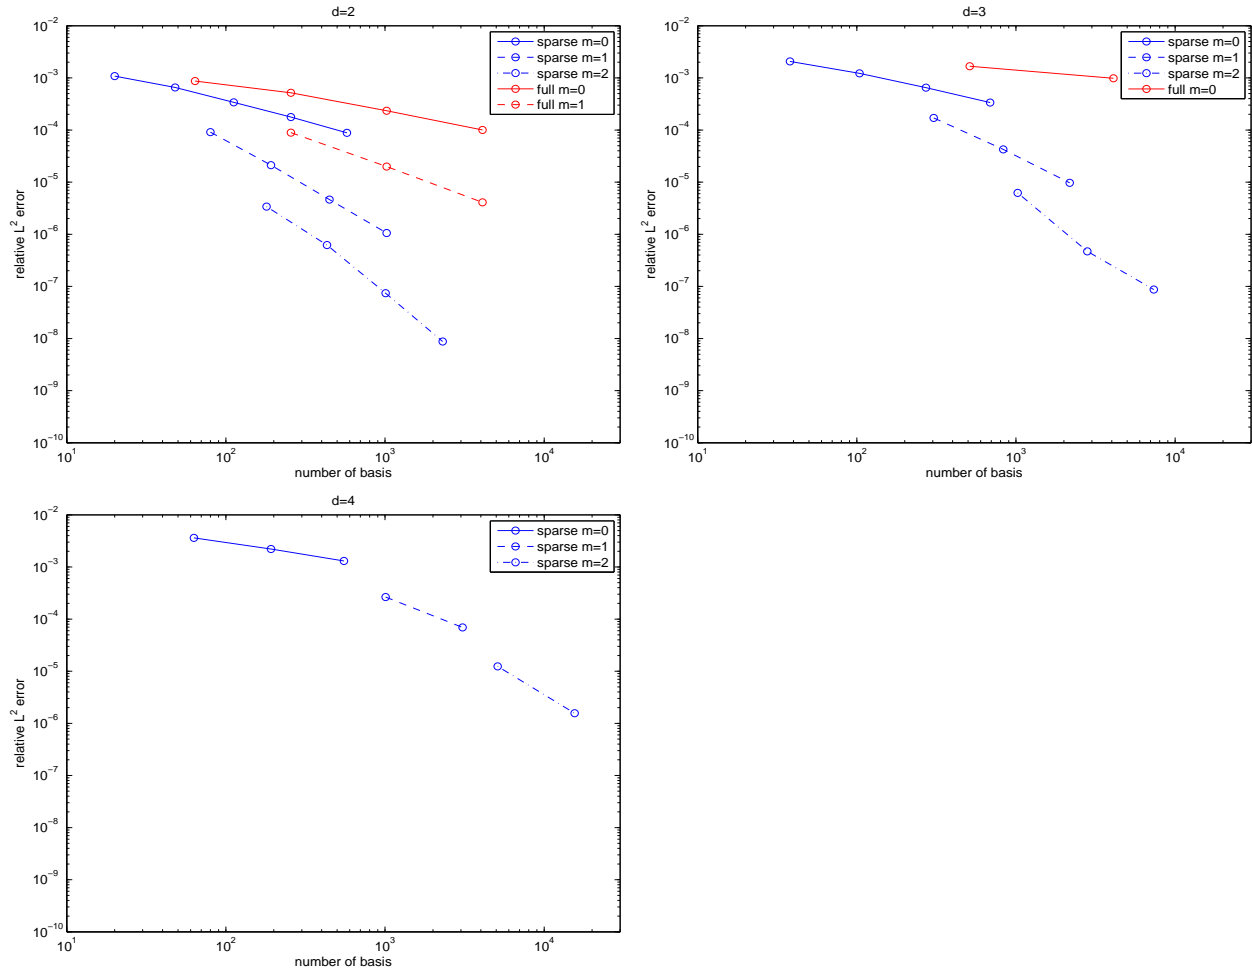 d=2
10^-2
10^-3
10^-4
10^-5
10^-6
10^-7
10^-8
10^-9
10^-10
relative L^2 error
10^1
10^2
10^3
10^4
number of basis
sparse m=0
sparse m=1
sparse m=2
full m=0
full m=1
d=3
10^-2
10^-3
10^-4
10^-5
10^-6
10^-7
10^-8
10^-9
10^-10
relative L^2 error
10^1
10^2
10^3
10^4
number of basis
sparse m=0
sparse m=1
sparse m=2
full m=0
d=4
10^-2
10^-3
10^-4
10^-5
10^-6
10^-7
10^-8
10^-9
10^-10
relative L^2 error
10^1
10^2
10^3
10^4
number of basis
sparse m=0
sparse m=1
sparse m=2